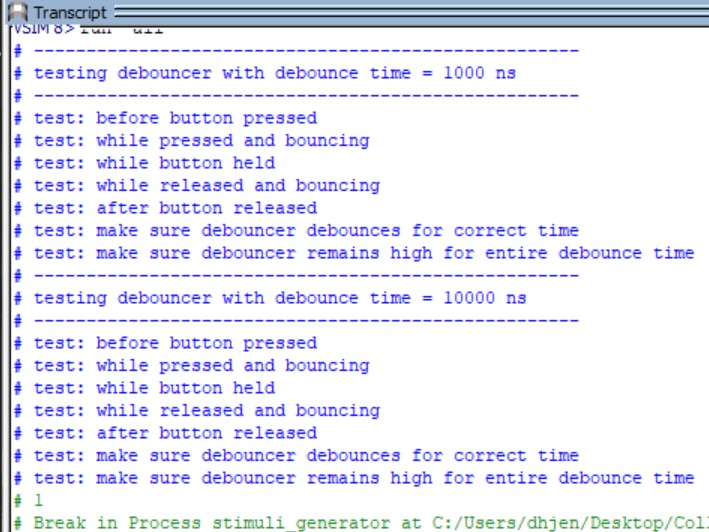 Transcript
VSIM 8> run -all
# ----------------------------------------------------
# testing debouncer with debounce time = 1000 ns
# ----------------------------------------------------
# test: before button pressed
# test: while pressed and bouncing
# test: while button held
# test: while released and bouncing
# test: after button released
# test: make sure debouncer debounces for correct time
# test: make sure debouncer remains high for entire debounce time
# ----------------------------------------------------
# testing debouncer with debounce time = 10000 ns
# ----------------------------------------------------
# test: before button pressed
# test: while pressed and bouncing
# test: while button held
# test: while released and bouncing
# test: after button released
# test: make sure debouncer debounces for correct time
# test: make sure debouncer remains high for entire debounce time
# 1
# Break in Process stimuli_generator at C:/Users/dhjen/Desktop/Col